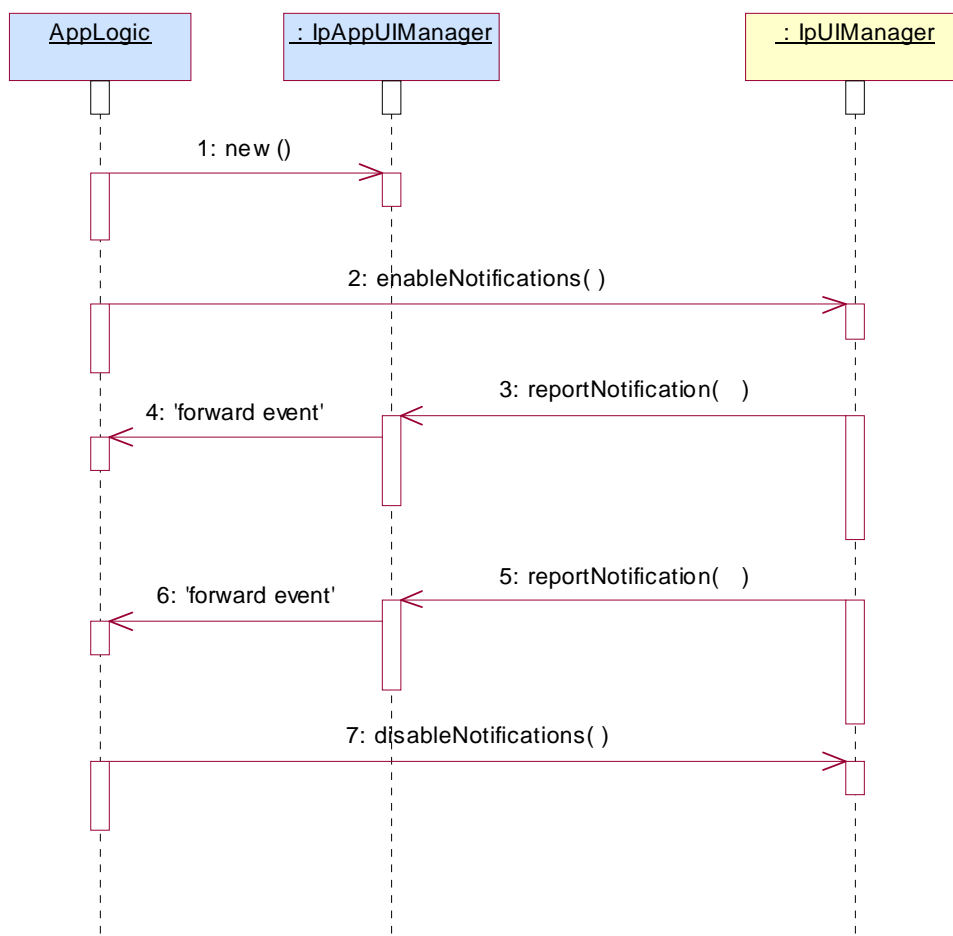 AppLogic
: IpAppUIManager
: IpUIManager
1: new ()
2: enableNotifications( )
3: reportNotification(   )
4: 'forward event'
5: reportNotification(   )
6: 'forward event'
7: disableNotifications( )